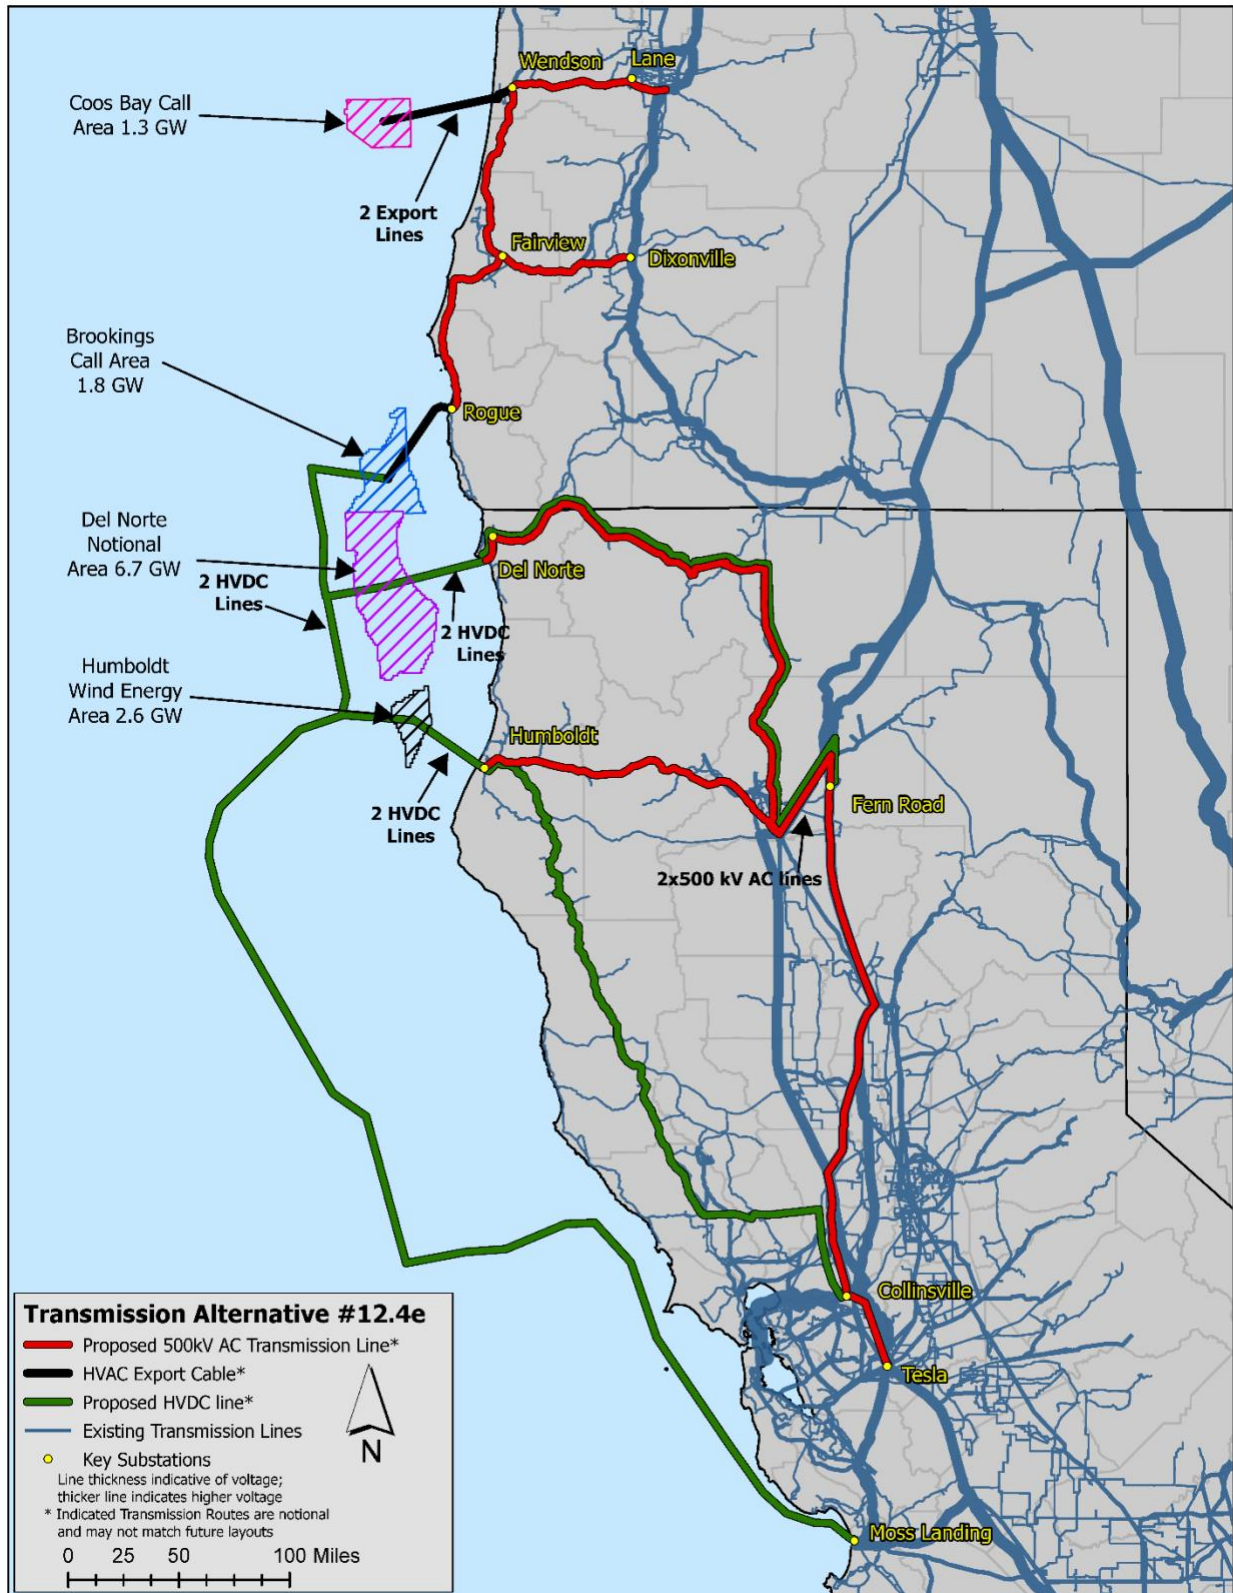 Wendson
Lane
Coos Bay Call
Area 1.3 GW
2 Export
Lines
Fairview
Dixonville
Brookings
Call Area
1.8 GW
Rogue
Del Norte
Notional
Area 6.7 GW
2 HVDC
Lines
Del Norte
2 HVDC
Lines
Humboldt
Wind Energy
Area 2.6 GW
Humboldt
2 HVDC
Lines
Fern Road
2x500 kV AC lines
Collinsville
Tesla
Moss Landing
Transmission Alternative #12.4e
Proposed 500kV AC Transmission Line*
HVAC Export Cable*
Proposed HVDC line*
Existing Transmission Lines
Key Substations
Line thickness indicative of voltage;
thicker line indicates higher voltage
* Indicated Transmission Routes are notional
and may not match future layouts
N
0 25 50 100 Miles